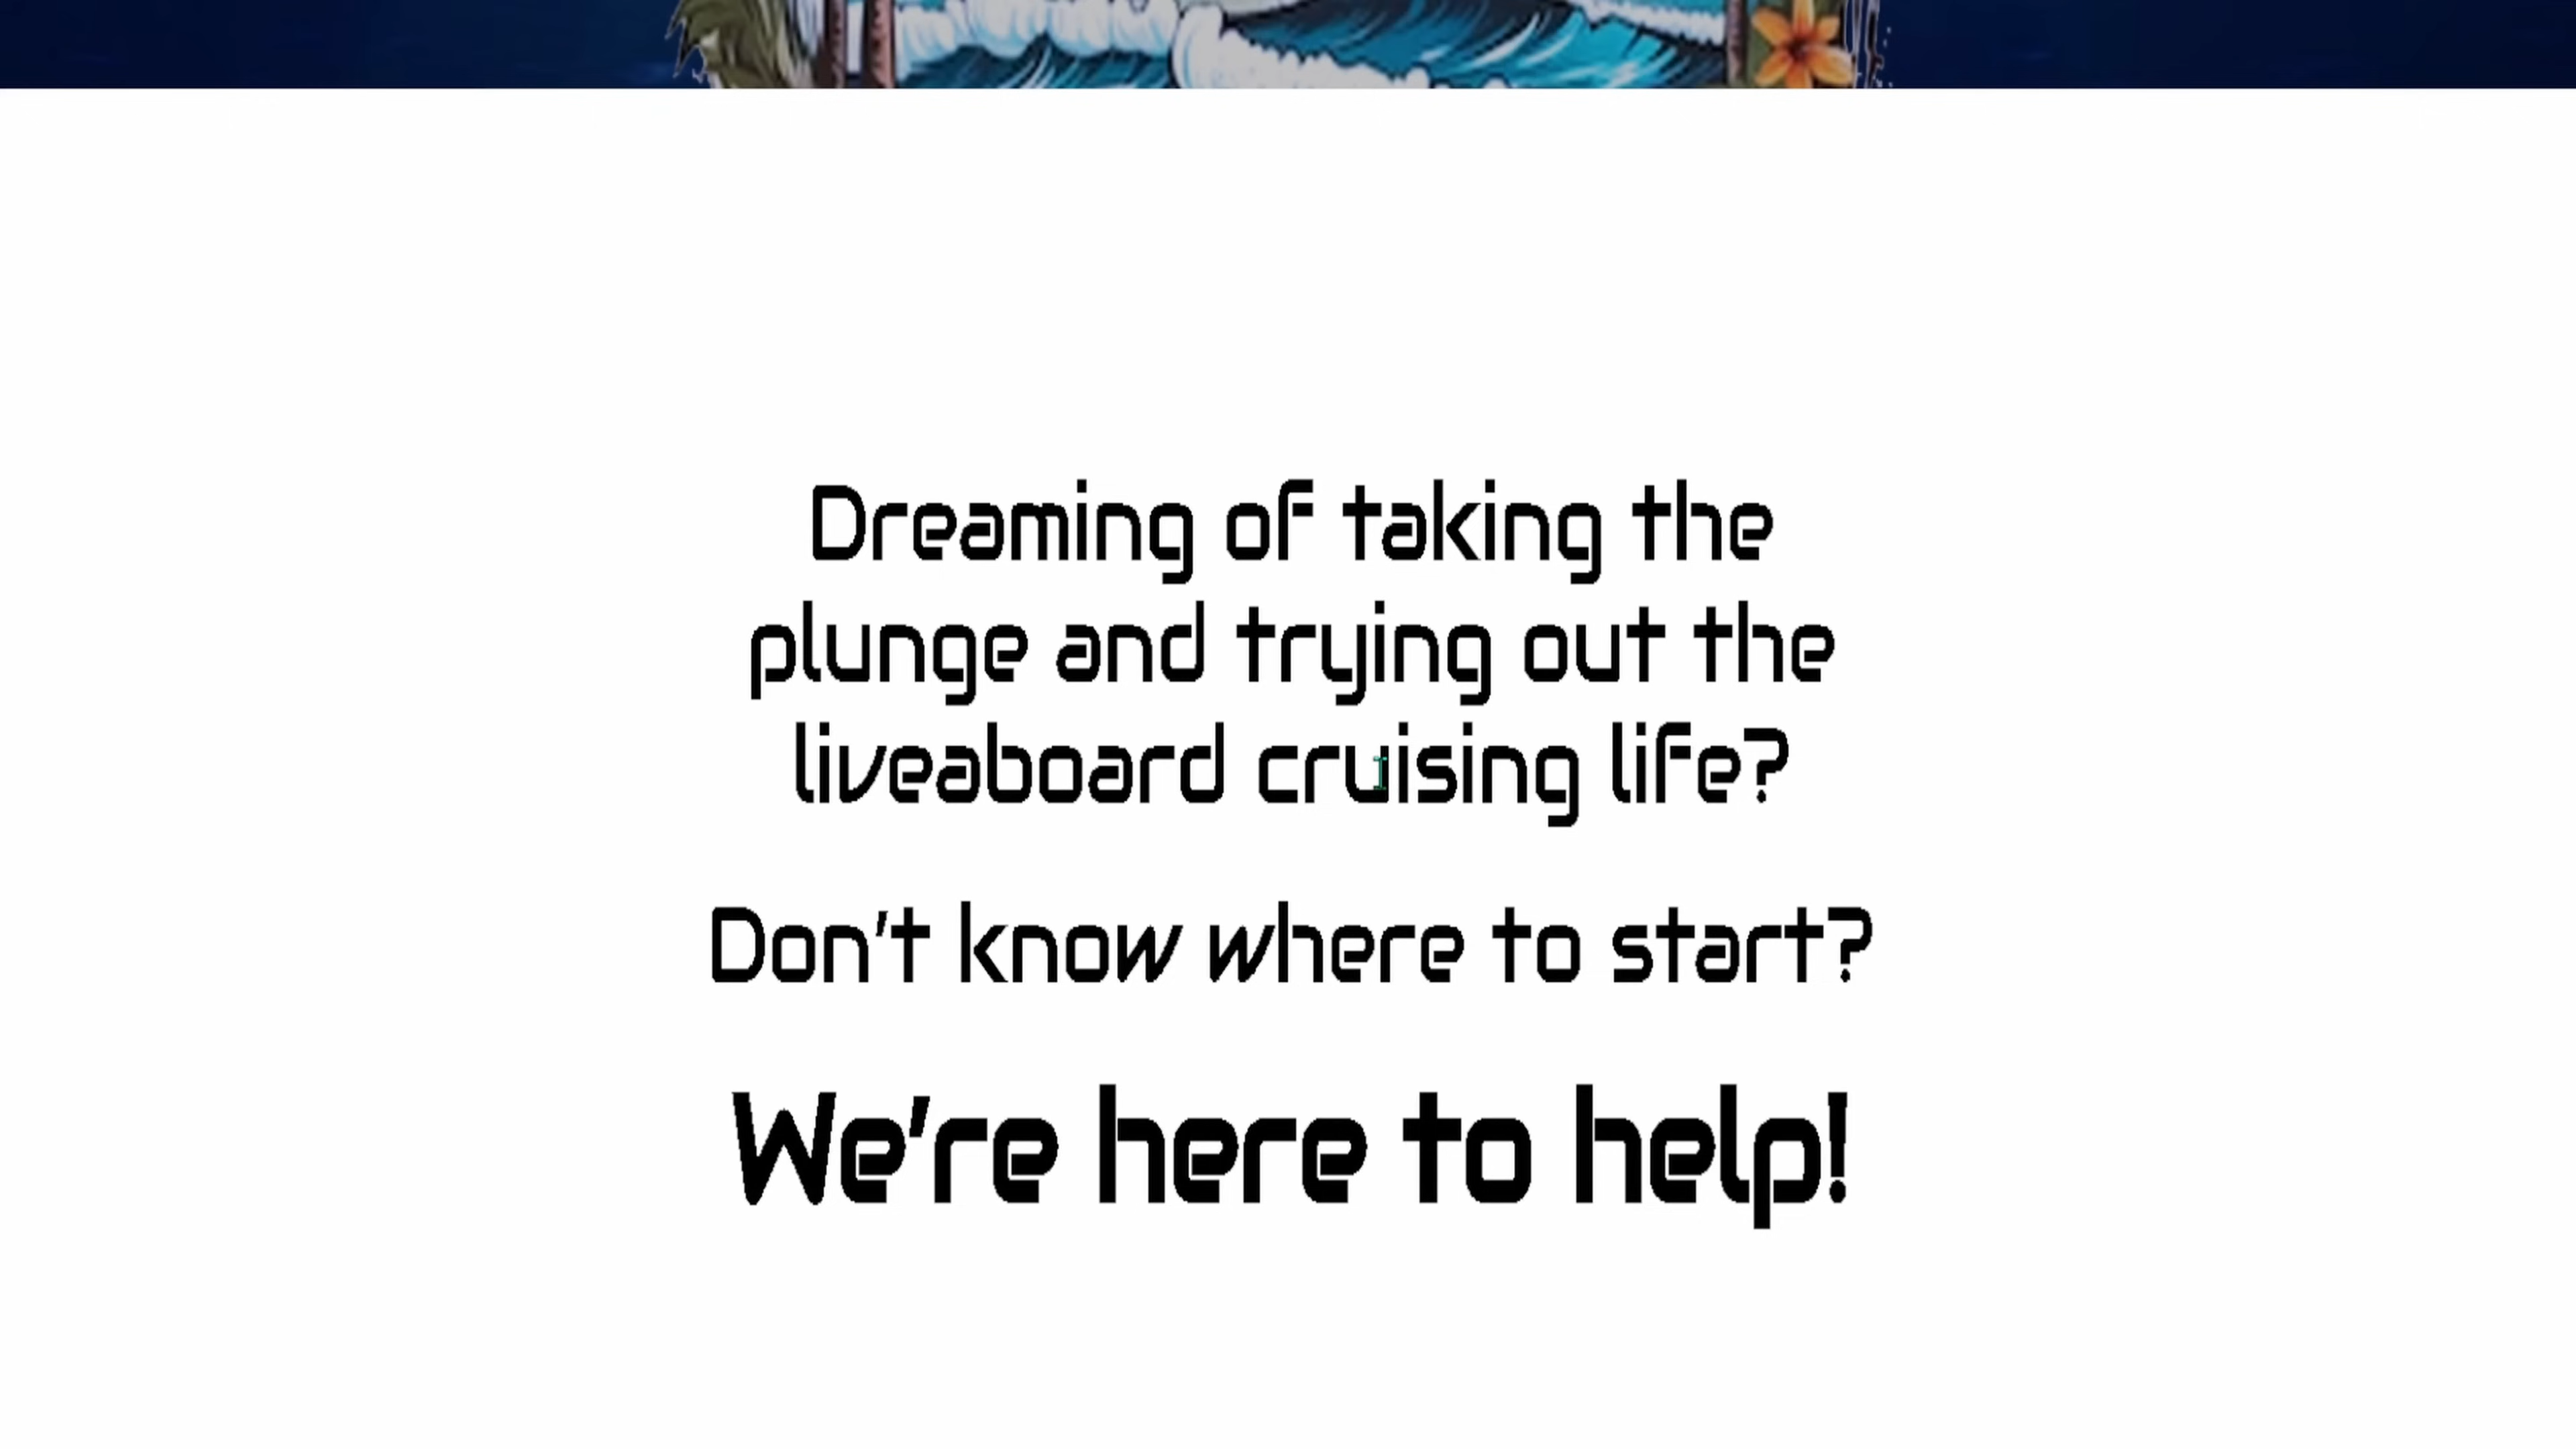 Dreaming of taking the
plunge and trying out the
liveaboard cruising life?
Don't know where to start?
We're here to help!